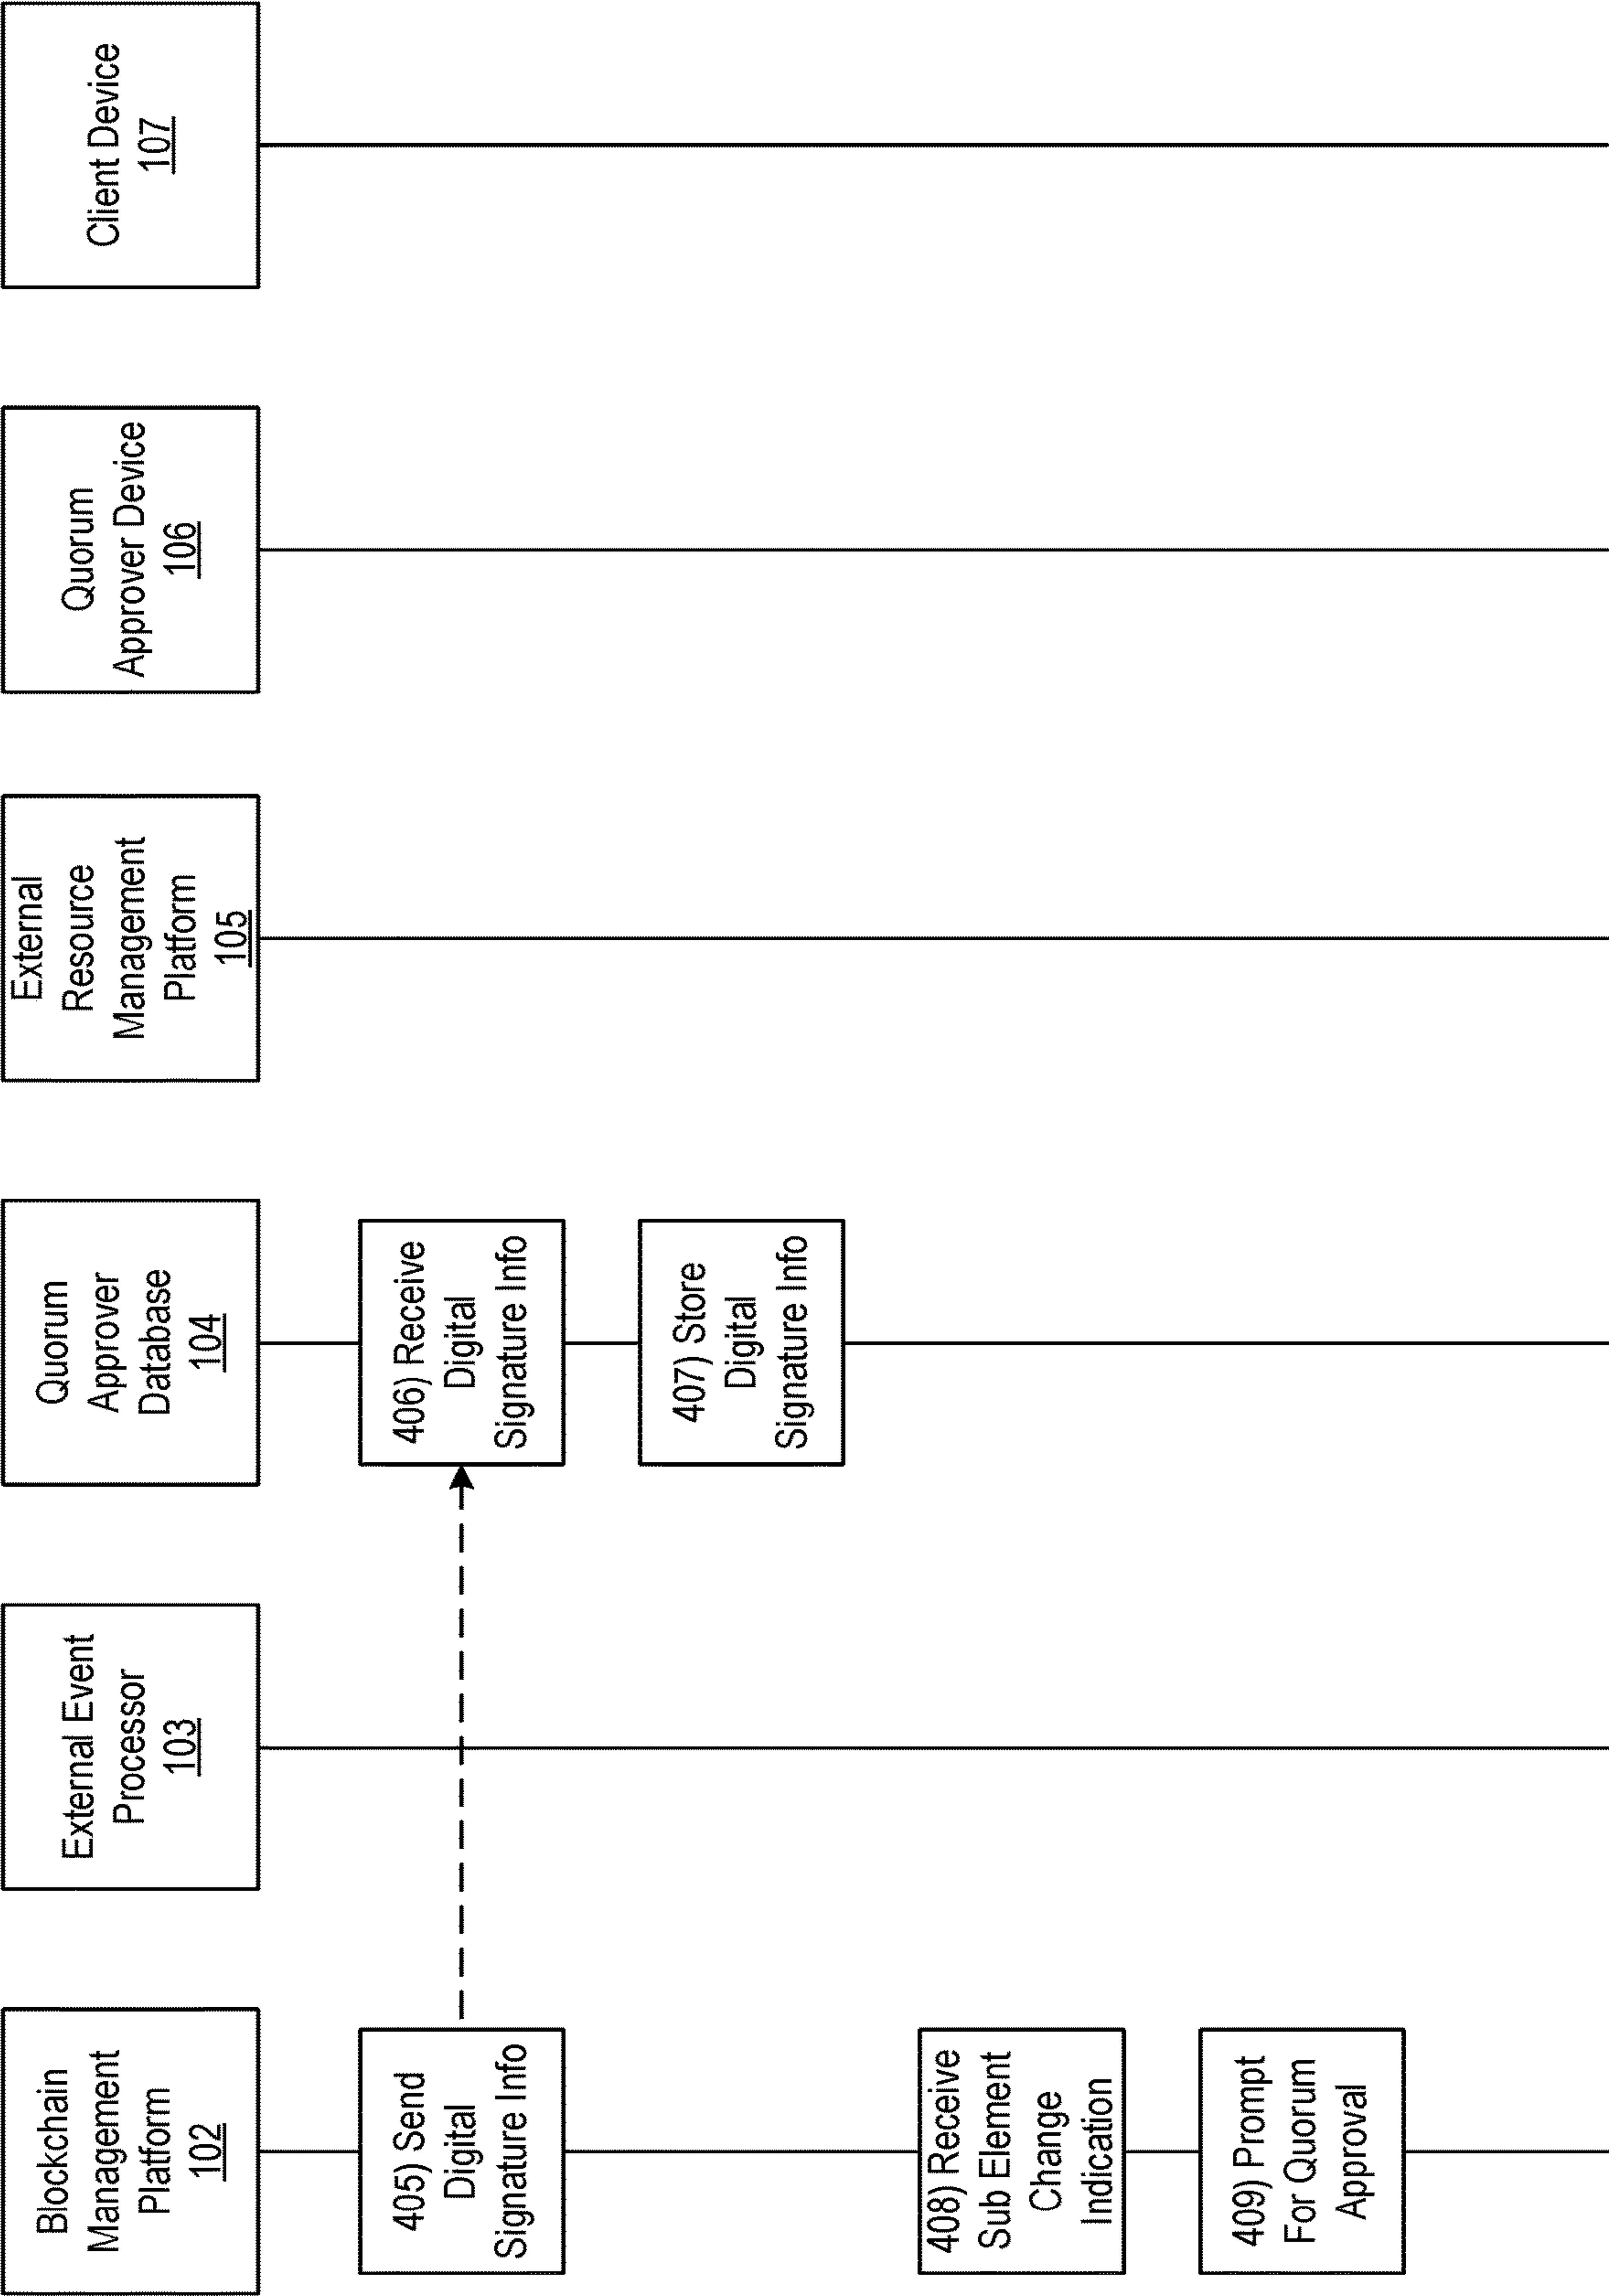 Blockchain
Management
Platform
102
External Event
Processor
103
Quorum
Approver
Database
104
External
Resource
Management
Platform
105
Quorum
Approver Device
106
Client Device
107
405) Send
Digital
Signature Info
406) Receive
Digital
Signature Info
407) Store
Digital
Signature Info
408) Receive
Sub Element
Change
Indication
409) Prompt
For Quorum
Approval